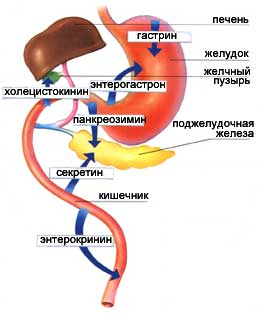 печень
гастрин
желудок
желчный
пузырь
энтерогастрон
холецистокинин
панкреозимин
поджелудочная
железа
секретин
кишечник
энтерокринин